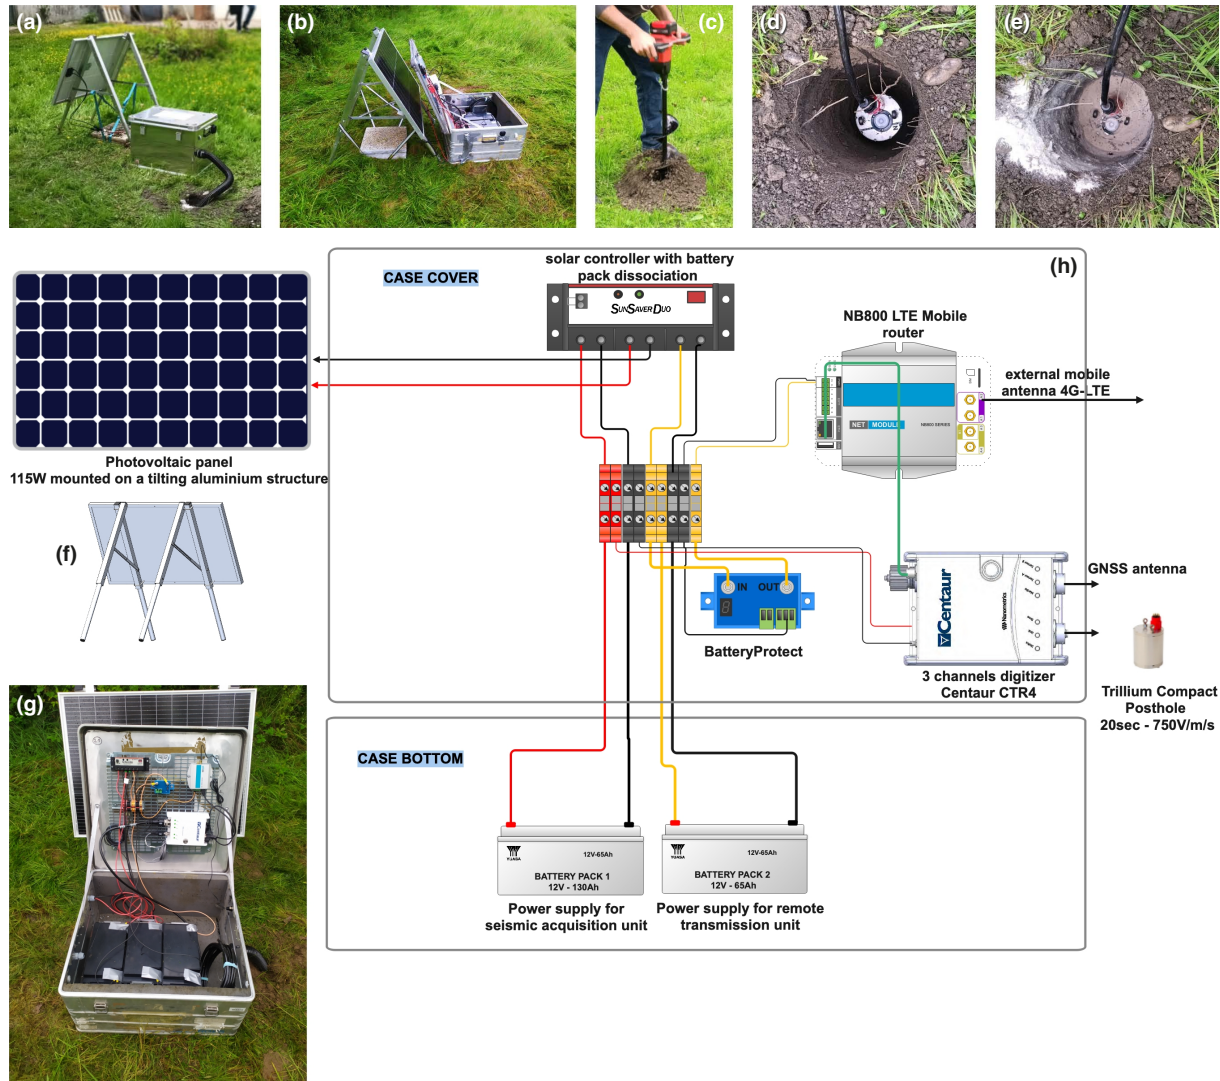 (a)
(b)
(c)
(d)
(e)
(h)
CASE COVER
solar controller with battery
pack dissociation
SUNSAVER DUO
NB800 LTE Mobile
router
external mobile
antenna 4G-LTE
NET MODULE
NB800 SERIES
Photovoltaic panel
115W mounted on a tilting aluminium structure
(f)
IN OUT
BatteryProtect
Centaur
Nanometrics
GNSS antenna
3 channels digitizer
Centaur CTR4
Trillium Compact
Posthole
20sec - 750V/m/s
(g)
Centaur
CASE BOTTOM
YUASA
12V-65Ah
BATTERY PACK 1
12V - 130Ah
YUASA
12V-65Ah
BATTERY PACK 2
12V - 65Ah
Power supply for
seismic acquisition unit
Power supply for remote
transmission unit